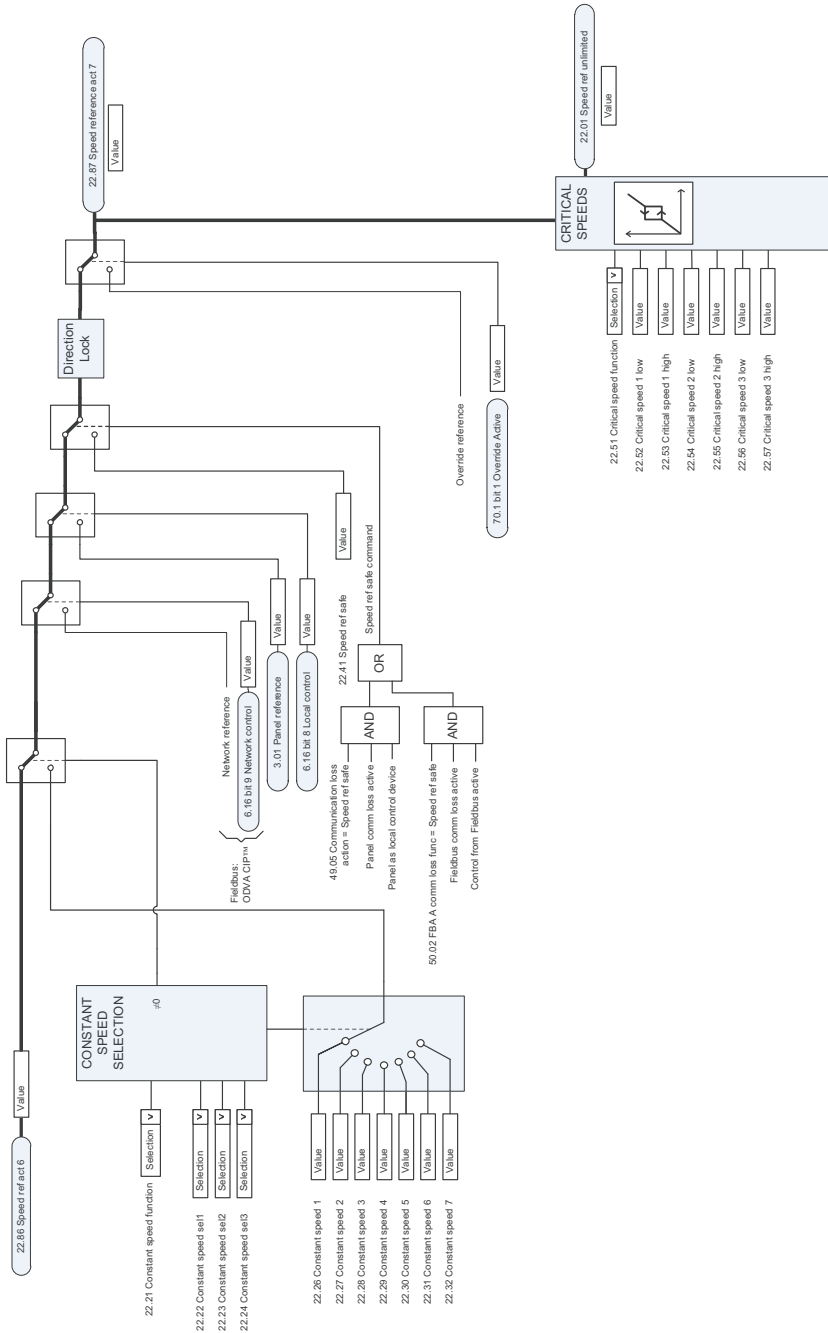 22.86 Speed ref act 6
Value
22.21 Constant speed function
Selection
v
22.22 Constant speed sel1
Selection
v
22.23 Constant speed sel2
Selection
v
22.24 Constant speed sel3
Selection
v
CONSTANT
SPEED
SELECTION
≠0
22.26 Constant speed 1
Value
22.27 Constant speed 2
Value
22.28 Constant speed 3
Value
22.29 Constant speed 4
Value
22.30 Constant speed 5
Value
22.31 Constant speed 6
Value
22.32 Constant speed 7
Value
Network reference
Fieldbus:
ODVA CIP™
6.16 bit 9 Network control
Value
3.01 Panel reference
Value
6.16 bit 8 Local control
Value
22.41 Speed ref safe
Value
49.05 Communication loss
action = Speed ref safe
Panel comm loss active
Panel as local control device
AND
OR
Speed ref safe command
50.02 FBA A comm loss func = Speed ref safe
Fieldbus comm loss active
Control from Fieldbus active
AND
Direction
Lock
Override reference
70.1 bit 1 Override Active
Value
22.87 Speed reference act 7
Value
22.51 Critical speed function
Selection
v
22.52 Critical speed 1 low
Value
22.53 Critical speed 1 high
Value
22.54 Critical speed 2 low
Value
22.55 Critical speed 2 high
Value
22.56 Critical speed 3 low
Value
22.57 Critical speed 3 high
Value
CRITICAL
SPEEDS
22.01 Speed ref unlimited
Value